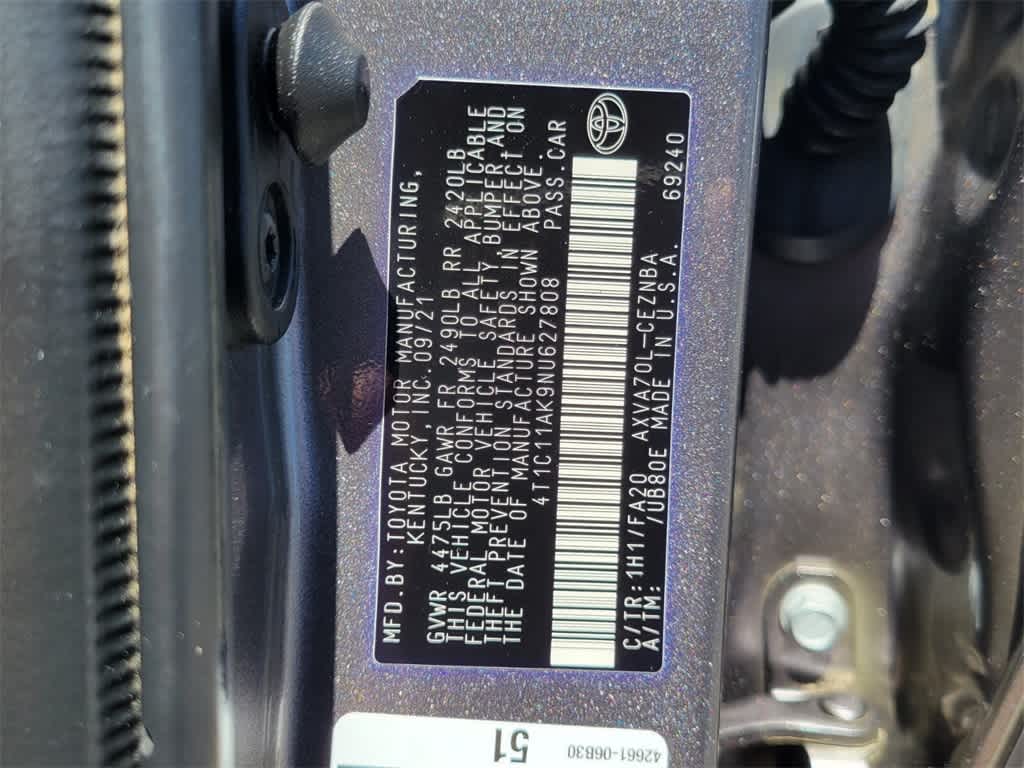 MFD.BY:TOYOTA MOTOR MANUFACTURING,
KENTUCKY,INC.09/21
GVWR 4475LB GAWR FR 2490LB RR 2420LB
THIS VEHICLE CONFORMS TO ALL APPLICABLE
FEDERAL MOTOR VEHICLE SAFETY,BUMPER,AND
THEFT PREVENTION STANDARDS IN EFFECT ON
THE DATE OF MANUFACTURE SHOWN ABOVE.
4T1C11AK9NU627808 PASS.CAR
C/TR:1H1/FA20 AXVA70L-CEZNBA
A/TM: /UB80E MADE IN U.S.A. 69240
51
42661-06B30